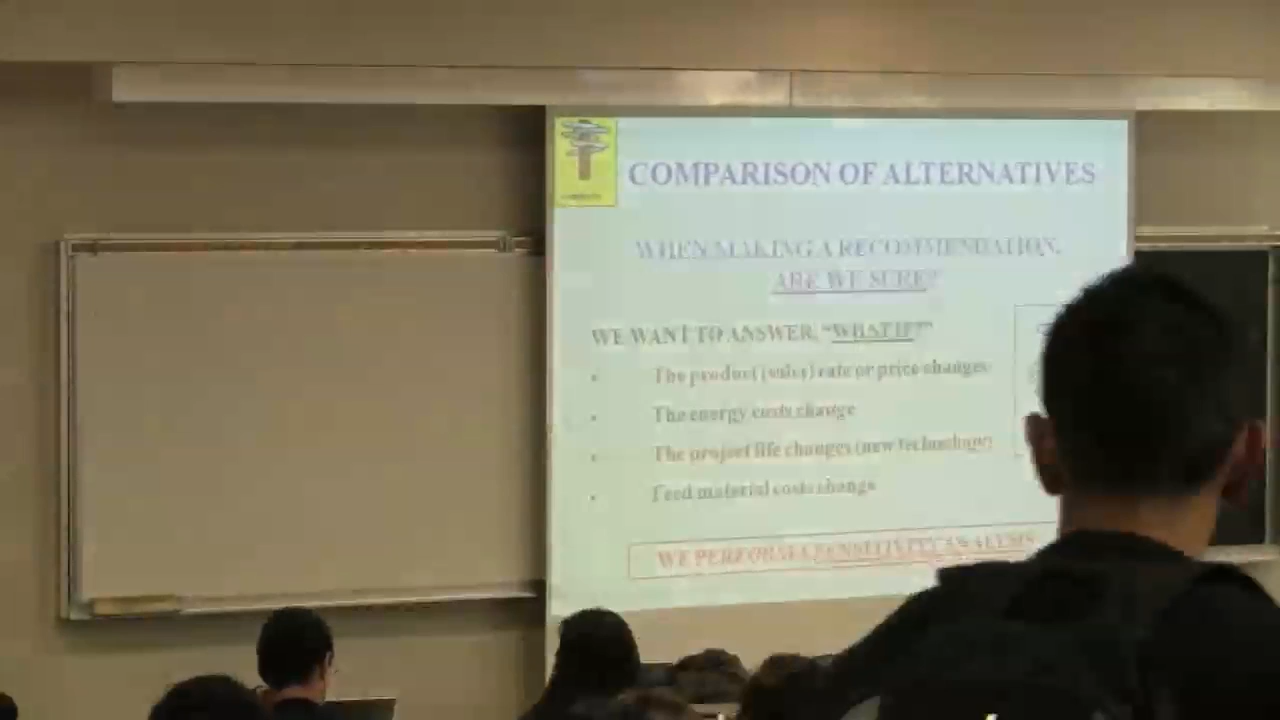 COMPARISON OF ALTERNATIVES
WHEN MAKING A RECOMMENDATION,
ARE WE SURE?
WE WANT TO ANSWER, “WHAT IF?”
• The product (sales) rate or price changes
• The energy costs change
• The project life changes (new technology)
• Feed material costs change
WE PERFORM A SENSITIVITY ANALYSIS